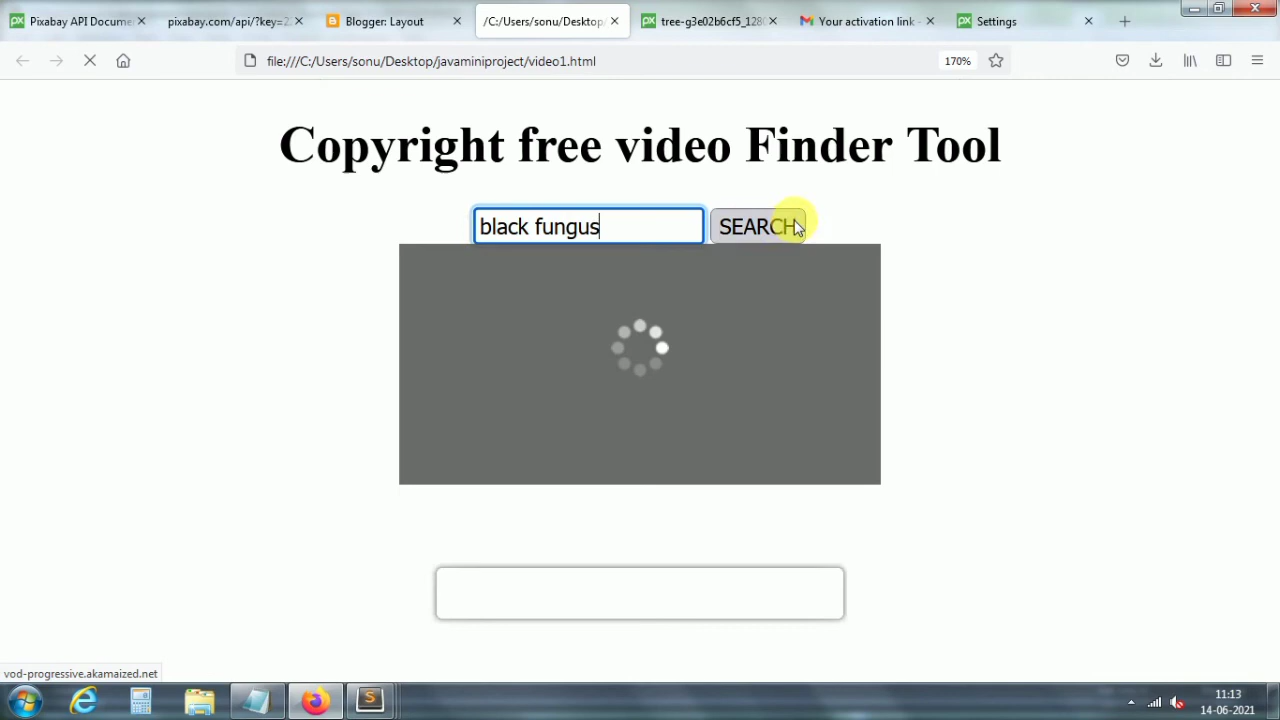 Pixabay API Docume
pixabay.com/api/?key=2
Blogger: Layout
/C:/Users/sonu/Desktop/
tree-g3e02b6cf5_1280
Your activation link -
Settings
file:///C:/Users/sonu/Desktop/javaminiproject/video1.html
170%
Copyright free video Finder Tool
black fungus
SEARCH
vod-progressive.akamaized.net
11:13
14-06-2021